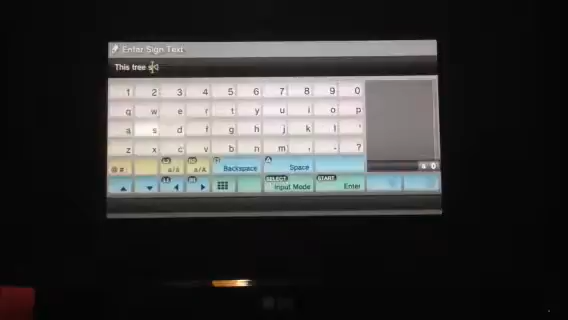 Enter Sign Text
This tree s
1 2 3 4 5 6 7 8 9 0
q w e r t y u i o p
a s d f g h j k l '
z x c v b n m , . ?
#: a/s a/A Backspace Space
SELECT Input Mode START Enter